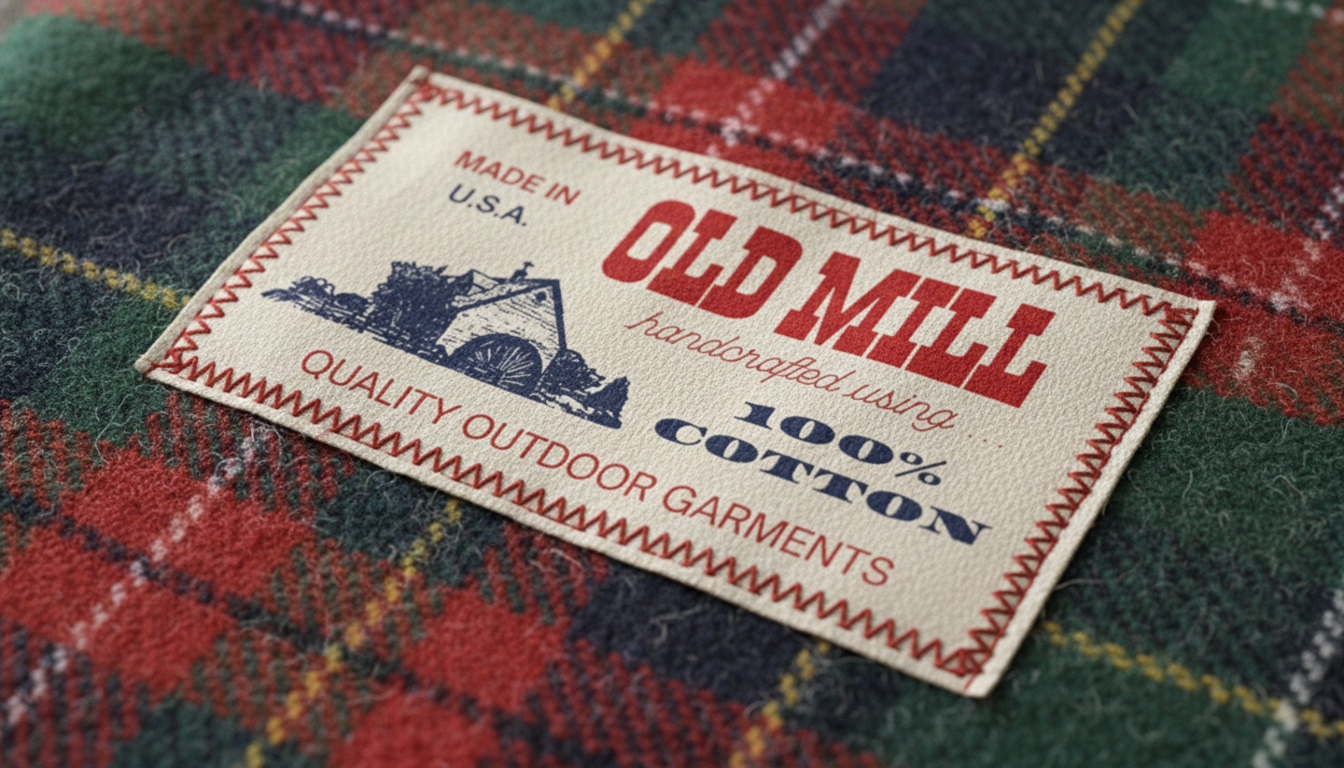 MADE IN
U.S.A.
OLD MILL
handcrafted using ...
100%
COTTON
QUALITY OUTDOOR GARMENTS